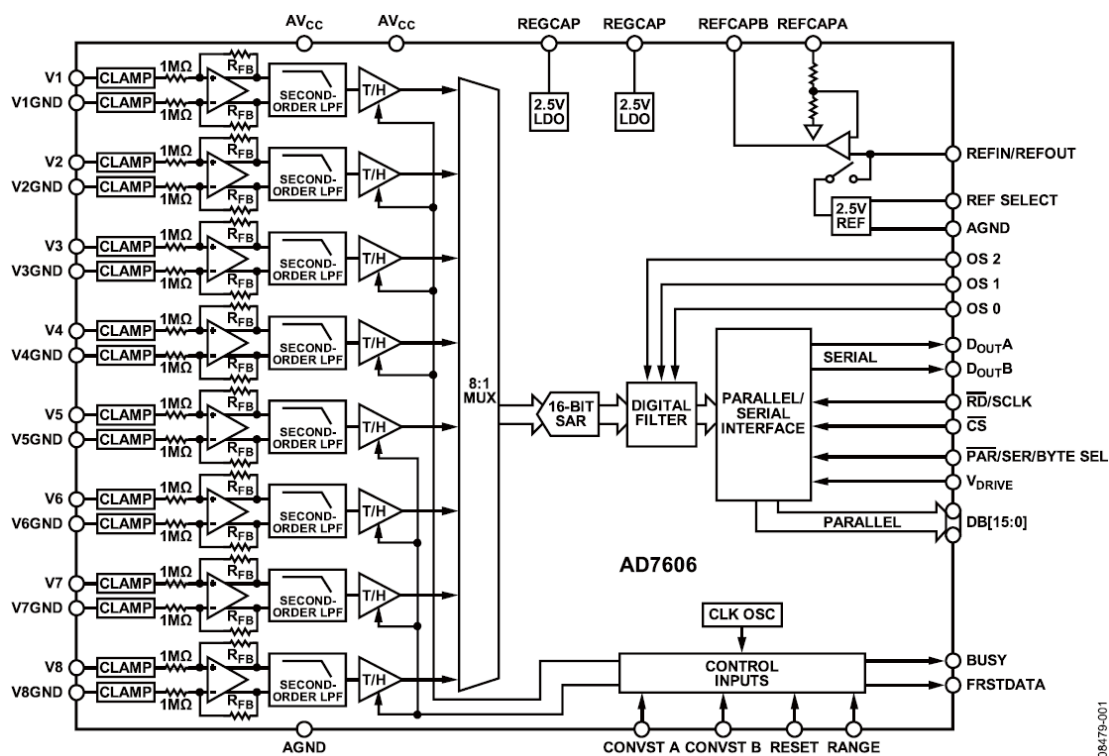 AVCC
AVCC
REGCAP
REGCAP
REFCAPB
REFCAPA
V1
CLAMP
1MΩ
RFB
V1GND
CLAMP
1MΩ
RFB
SECOND-
ORDER LPF
T/H
2.5V
LDO
2.5V
LDO
V2
CLAMP
1MΩ
RFB
V2GND
CLAMP
1MΩ
RFB
SECOND-
ORDER LPF
T/H
REFIN/REFOUT
2.5V
REF
REF SELECT
AGND
V3
CLAMP
1MΩ
RFB
V3GND
CLAMP
1MΩ
RFB
SECOND-
ORDER LPF
T/H
OS 2
OS 1
OS 0
V4
CLAMP
1MΩ
RFB
V4GND
CLAMP
1MΩ
RFB
SECOND-
ORDER LPF
T/H
8:1
MUX
16-BIT
SAR
DIGITAL
FILTER
PARALLEL/
SERIAL
INTERFACE
SERIAL
DOUTA
DOUTB
RD/SCLK
CS
PAR/SER/BYTE SEL
VDRIVE
PARALLEL
DB[15:0]
V5
CLAMP
1MΩ
RFB
V5GND
CLAMP
1MΩ
RFB
SECOND-
ORDER LPF
T/H
V6
CLAMP
1MΩ
RFB
V6GND
CLAMP
1MΩ
RFB
SECOND-
ORDER LPF
T/H
AD7606
V7
CLAMP
1MΩ
RFB
V7GND
CLAMP
1MΩ
RFB
SECOND-
ORDER LPF
T/H
CLK OSC
V8
CLAMP
1MΩ
RFB
V8GND
CLAMP
1MΩ
SECOND-
ORDER LPF
T/H
CONTROL
INPUTS
BUSY
FRSTDATA
AGND
CONVST A
CONVST B
RESET
RANGE
08479-001